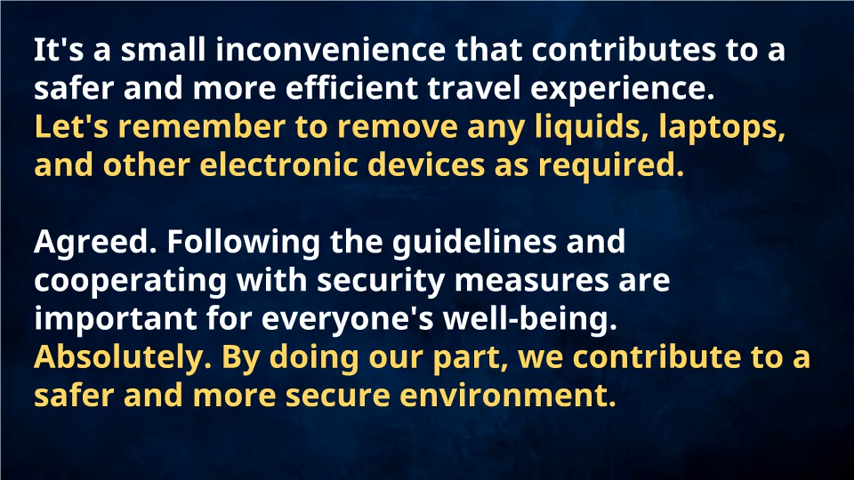 It's a small inconvenience that contributes to a
safer and more efficient travel experience.
Let's remember to remove any liquids, laptops,
and other electronic devices as required.
Agreed. Following the guidelines and
cooperating with security measures are
important for everyone's well-being.
Absolutely. By doing our part, we contribute to a
safer and more secure environment.